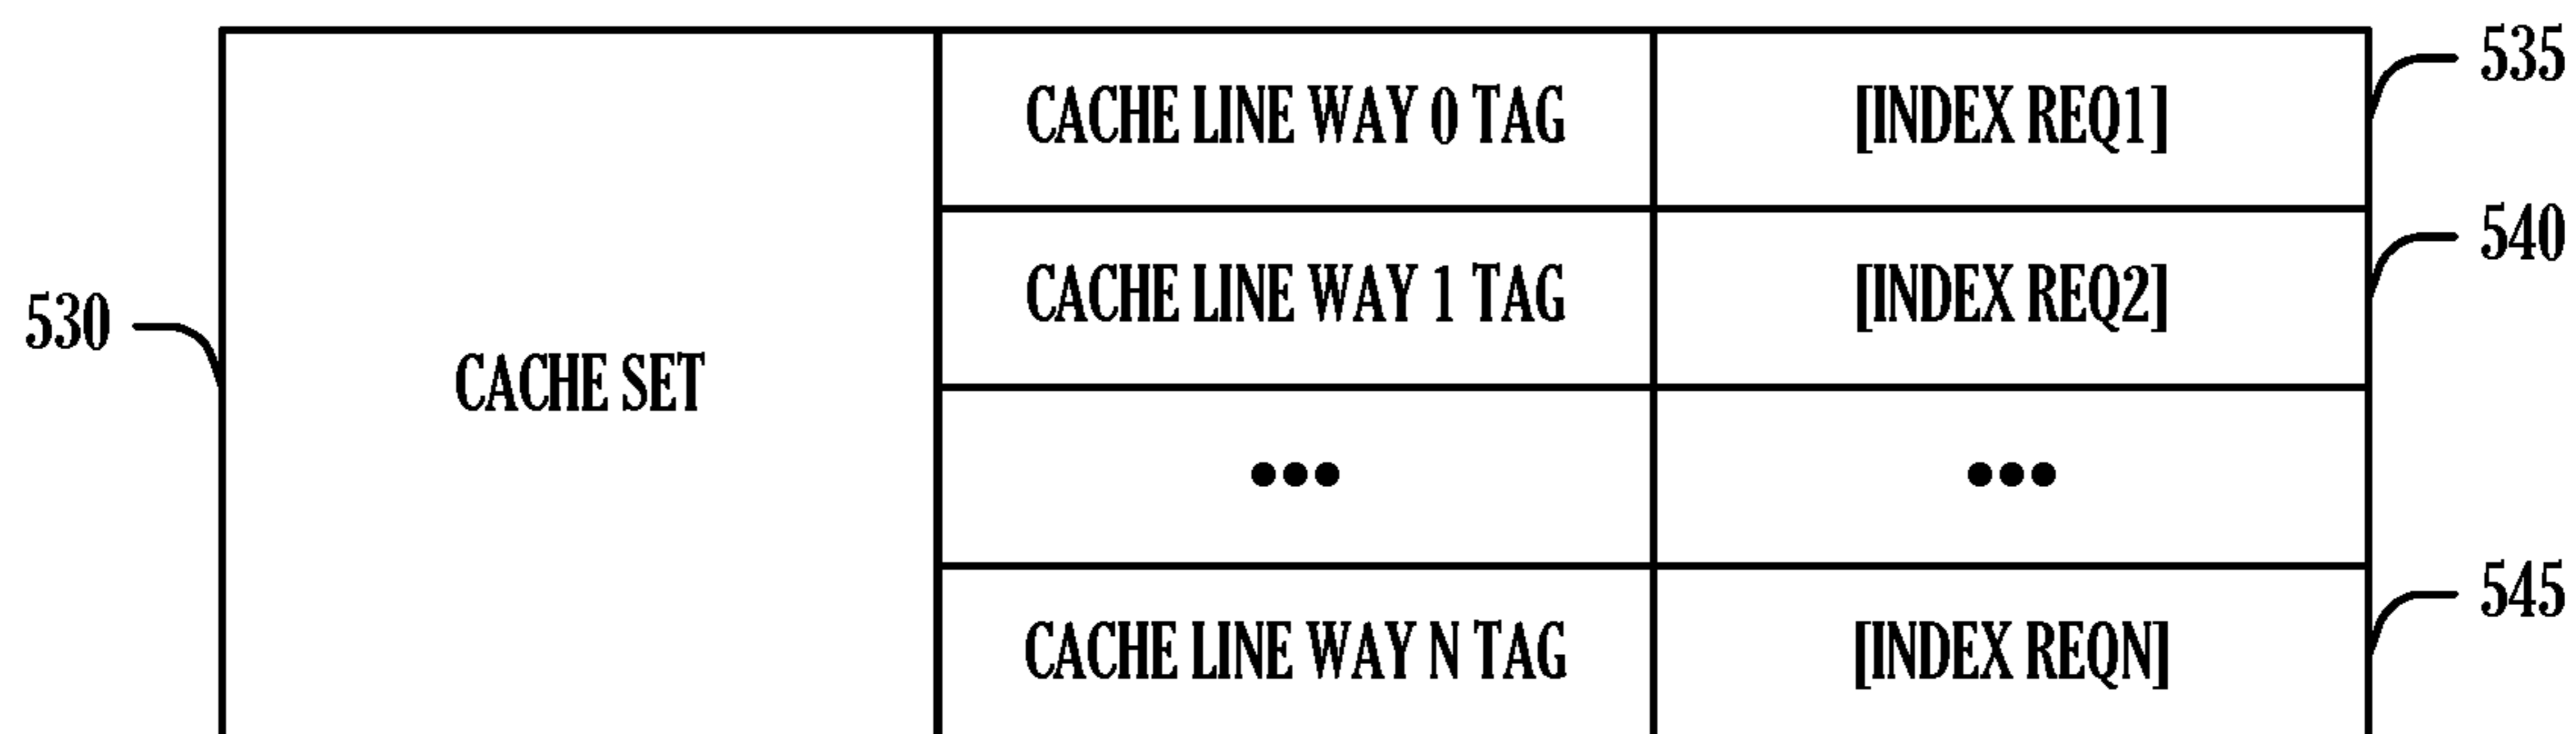 CACHE LINE WAY 0 TAG [INDEX REQ1] 535
CACHE LINE WAY 1 TAG [INDEX REQ2] 540
530 CACHE SET
••• •••
CACHE LINE WAY N TAG [INDEX REQN] 545